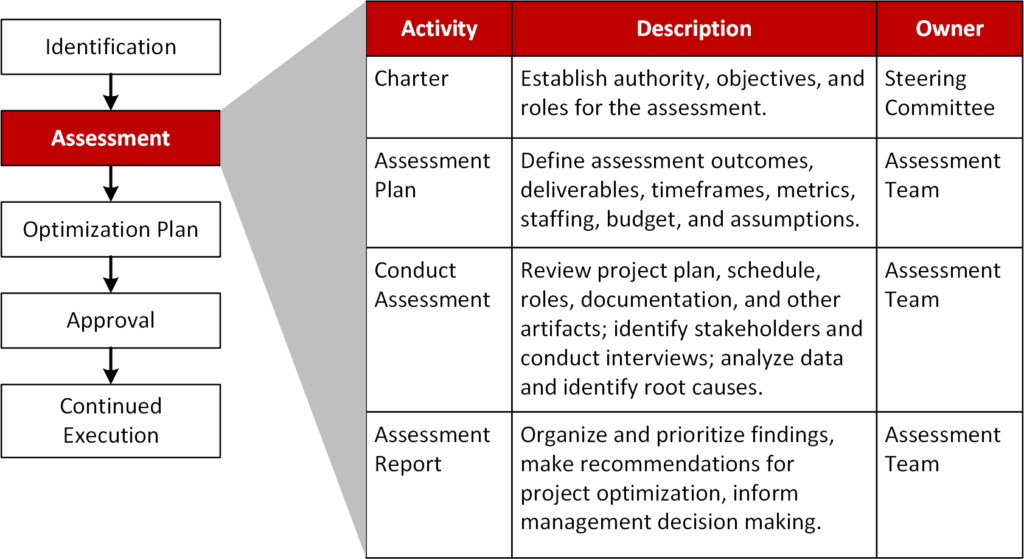 Identification
Assessment
Optimization Plan
Approval
Continued
Execution
Activity
Description
Owner
Charter
Establish authority, objectives, and
roles for the assessment.
Steering
Committee
Assessment
Plan
Define assessment outcomes,
deliverables, timeframes, metrics,
staffing, budget, and assumptions.
Assessment
Team
Conduct
Assessment
Review project plan, schedule,
roles, documentation, and other
artifacts; identify stakeholders and
conduct interviews; analyze data
and identify root causes.
Assessment
Team
Assessment
Report
Organize and prioritize findings,
make recommendations for
project optimization, inform
management decision making.
Assessment
Team